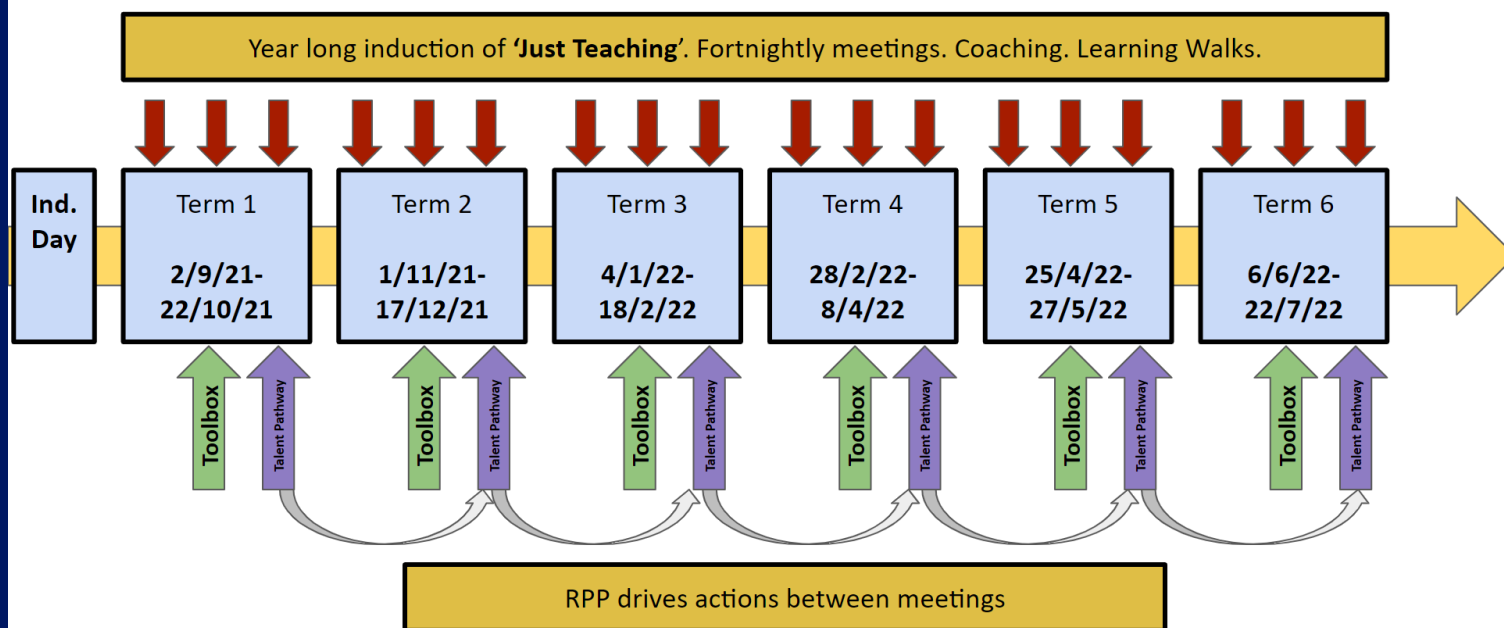 Year long induction of ‘Just Teaching’. Fortnightly meetings. Coaching. Learning Walks.
Ind.
Day
Term 1
2/9/21-
22/10/21
Term 2
1/11/21-
17/12/21
Term 3
4/1/22-
18/2/22
Term 4
28/2/22-
8/4/22
Term 5
25/4/22-
27/5/22
Term 6
6/6/22-
22/7/22
Toolbox
Talent Pathway
Toolbox
Talent Pathway
Toolbox
Talent Pathway
Toolbox
Talent Pathway
Toolbox
Talent Pathway
Toolbox
Talent Pathway
RPP drives actions between meetings